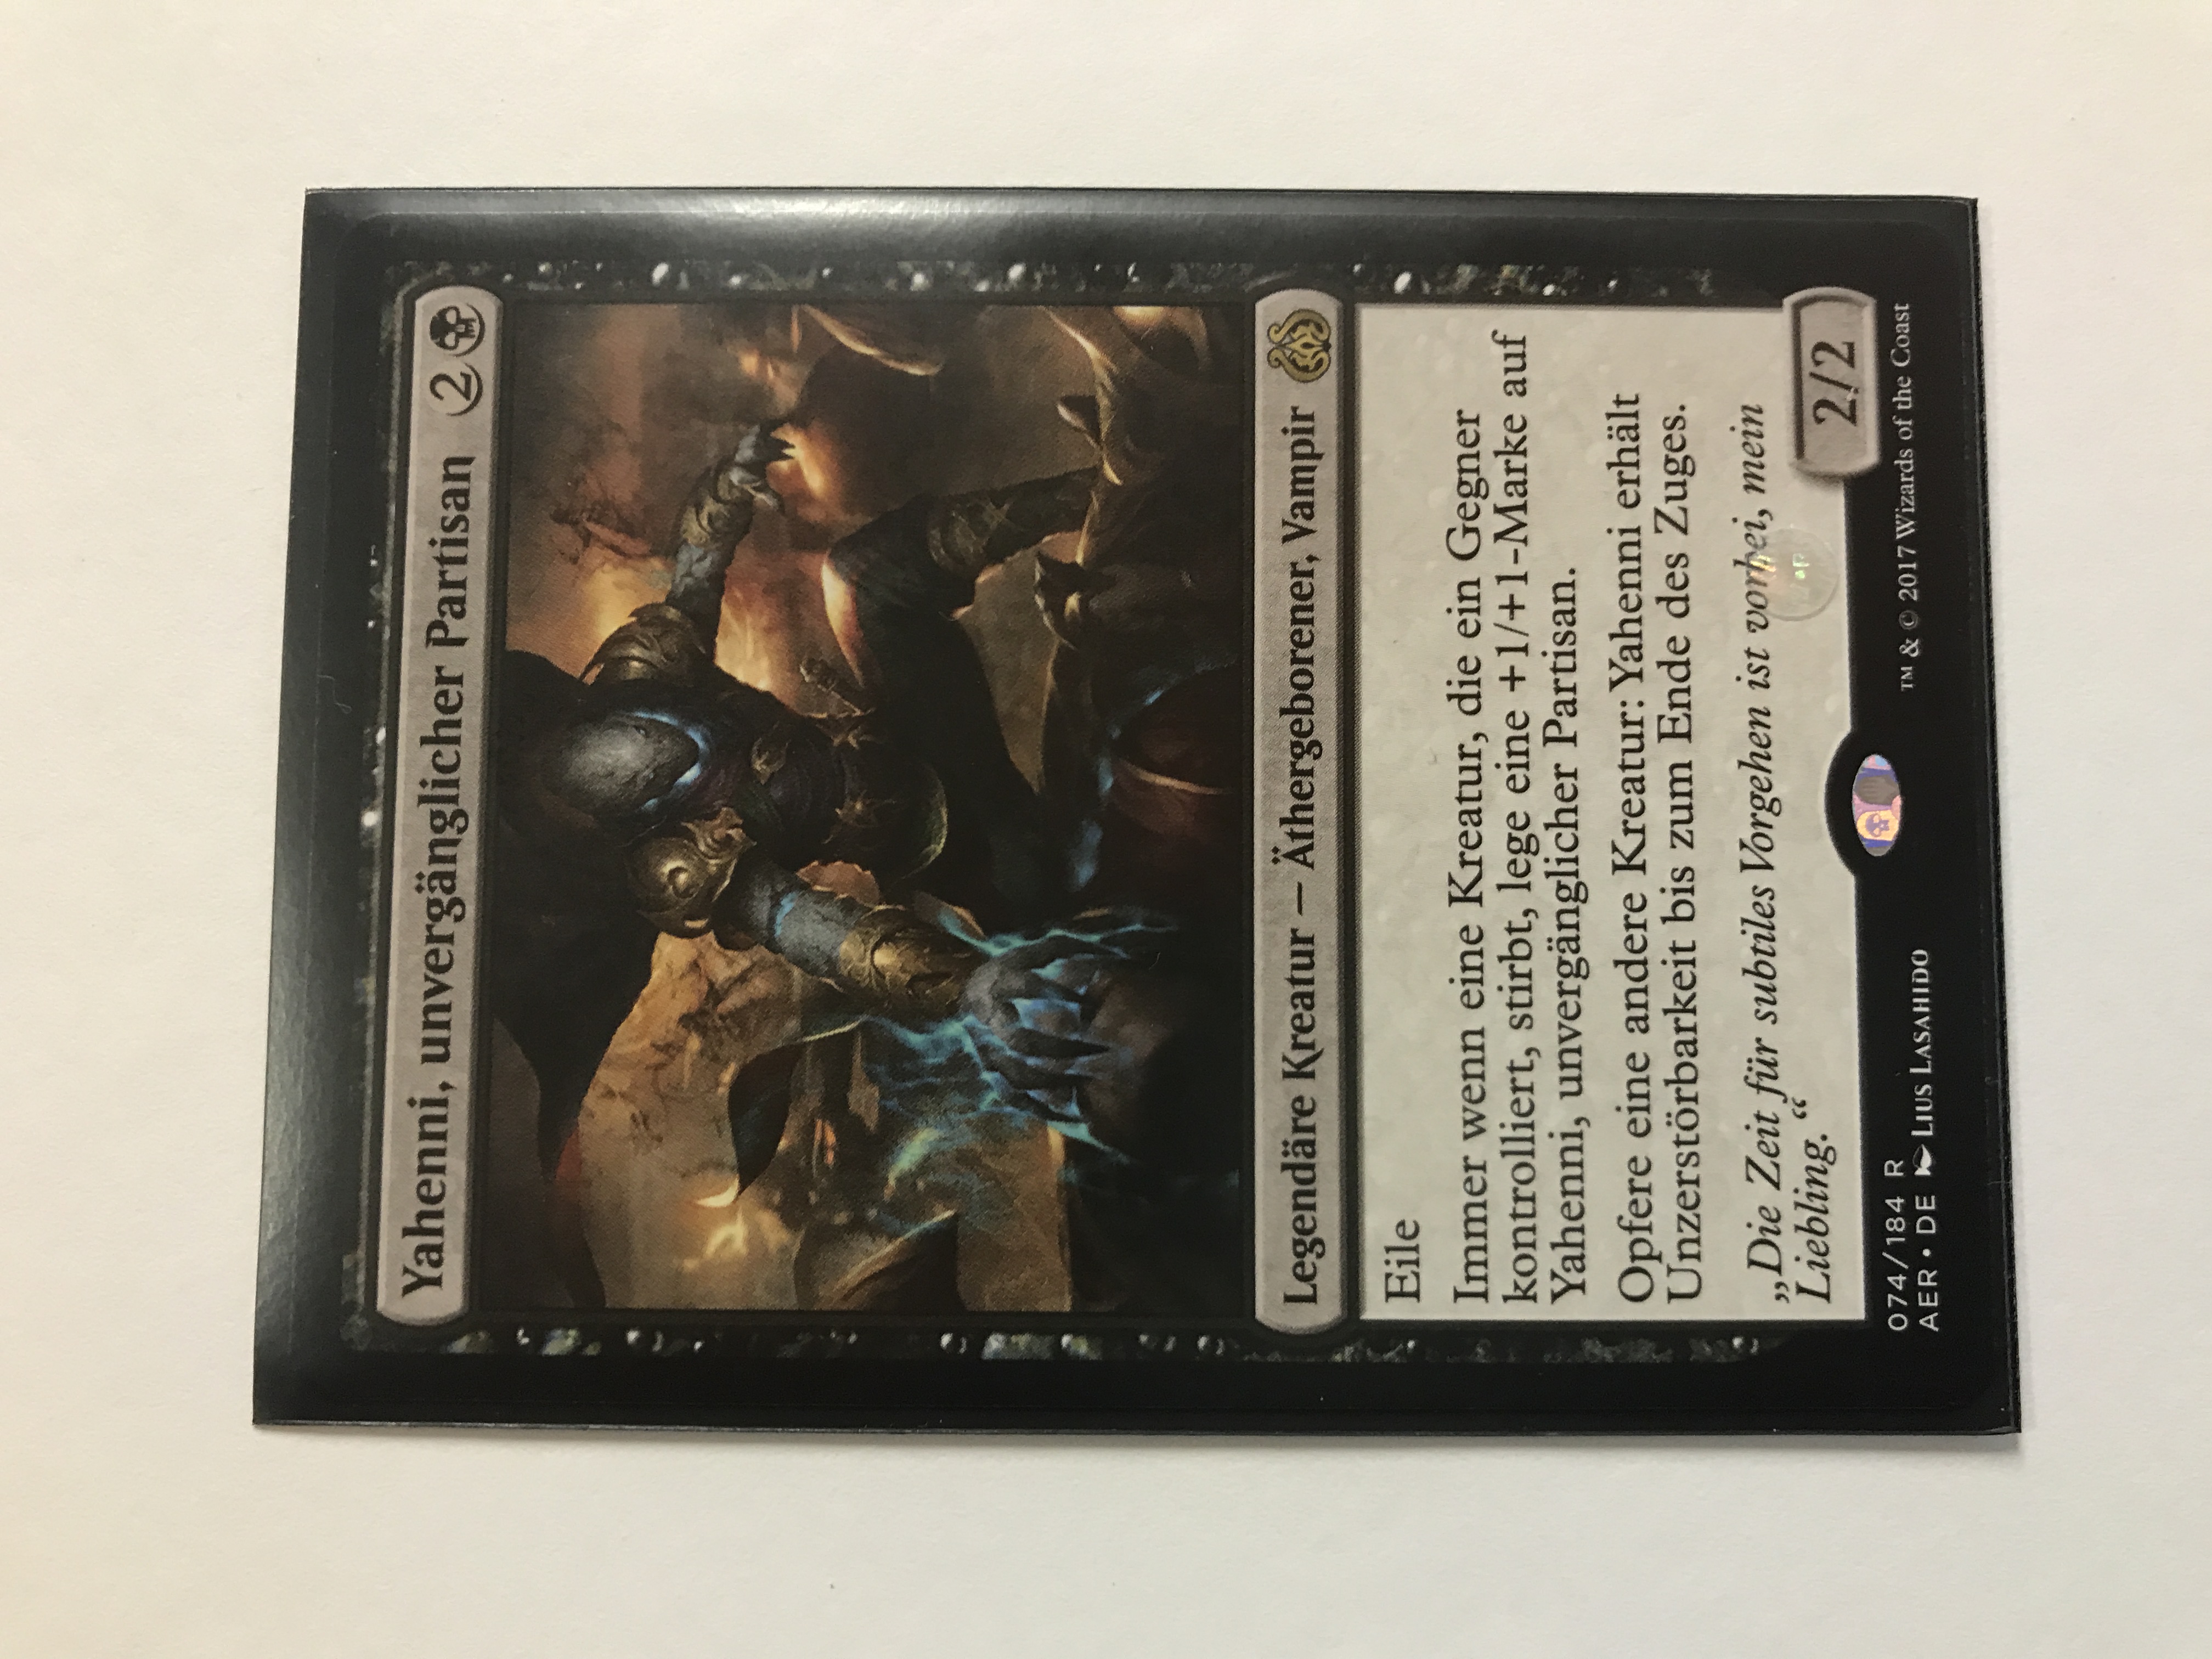 Yahenni, unvergänglicher Partisan 2
Legendäre Kreatur — Äthergeborener, Vampir
Eile
Immer wenn eine Kreatur, die ein Gegner
kontrolliert, stirbt, lege eine +1/+1-Marke auf
Yahenni, unvergänglicher Partisan.
Opfere eine andere Kreatur: Yahenni erhält
Unzerstörbarkeit bis zum Ende des Zuges.
„Die Zeit für subtiles Vorgehen ist vorbei, mein
Liebling.“
2/2
074/184 R
AER • DE LIUS LASAHIDO
™ & © 2017 Wizards of the Coast